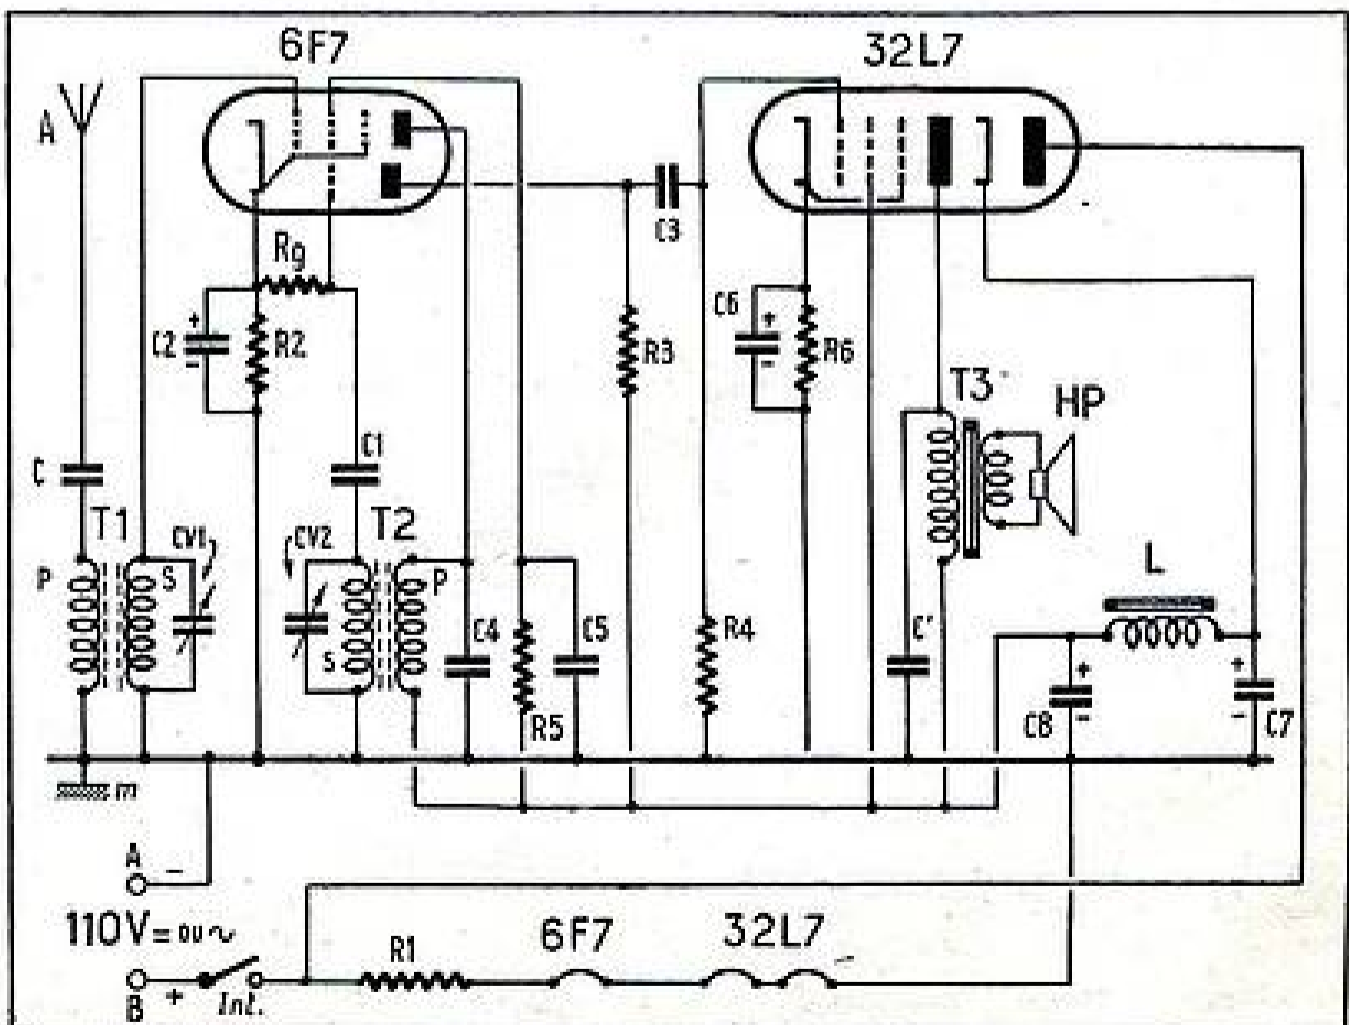 6F7 32L7
A
Rg
C3
C2 + - R2
R3
C6 + - R6
T3 HP
C C1
T1 CV1 CV2 T2
P S S P
C4 C5 R4 C'
L
R5
C8 + - C7 + -
m
A -
110V = ou ~
R1 6F7 32L7
B + Int.